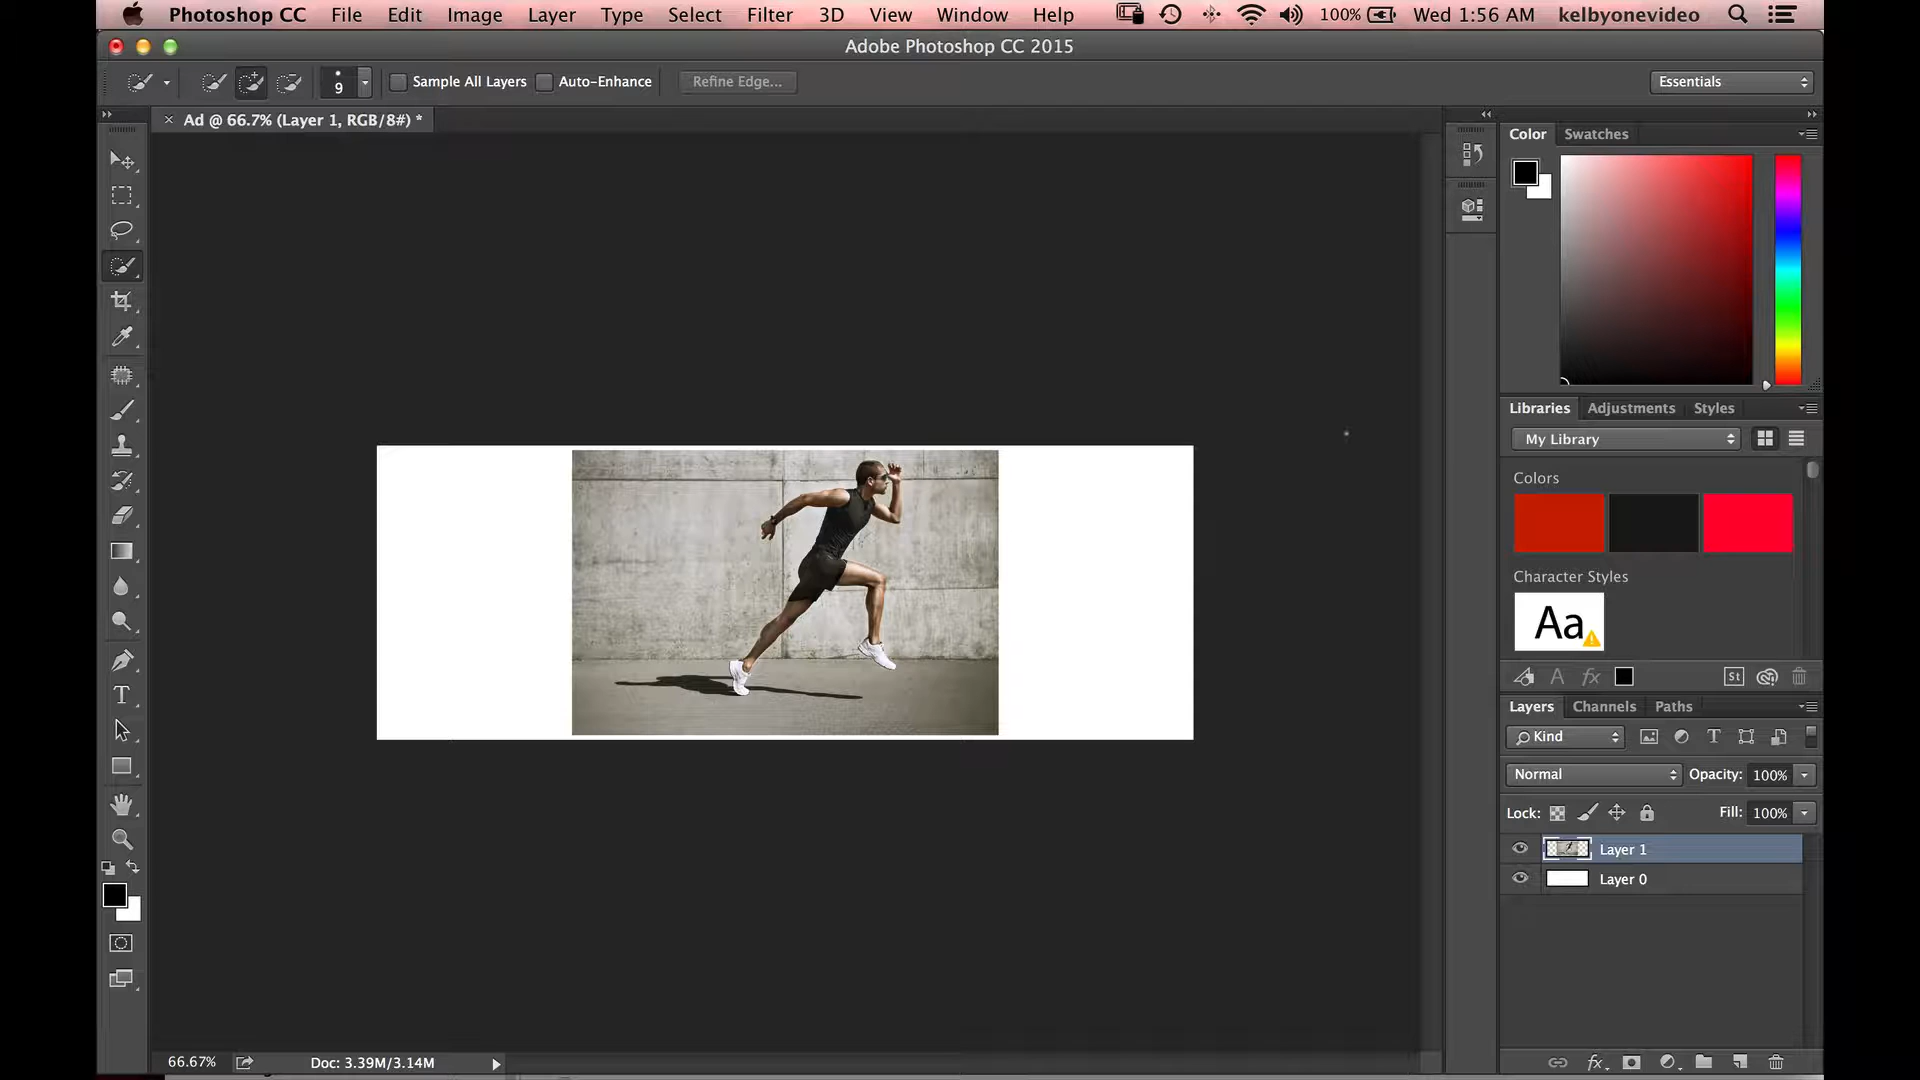 Photoshop CC File Edit Image Layer Type Select Filter 3D View Window Help 100% Wed 1:56 AM kelbyonevideo
Adobe Photoshop CC 2015
9 Sample All Layers Auto-Enhance Refine Edge... Essentials
× Ad @ 66.7% (Layer 1, RGB/8#) *
Color Swatches
Libraries Adjustments Styles
My Library
Colors
Character Styles
Aa
A fx St
Layers Channels Paths
Kind T
Normal Opacity: 100%
Lock: Fill: 100%
Layer 1
Layer 0
T
66.67% Doc: 3.39M/3.14M
fx